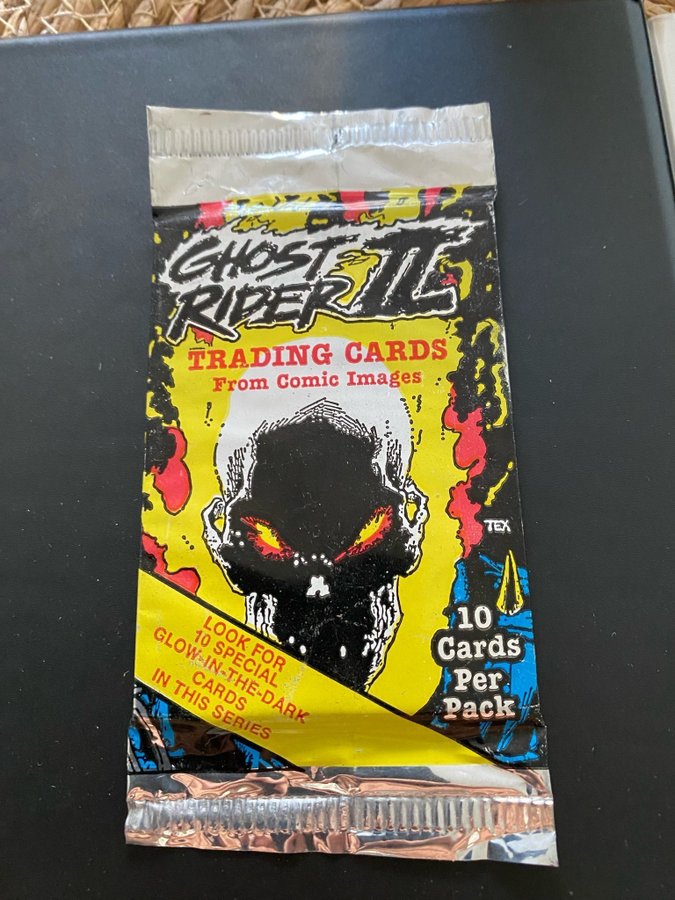 GHOST
RIDER II
TRADING CARDS
From Comic Images
TEX
10
Cards
Per
Pack
LOOK FOR
10 SPECIAL
GLOW-IN-THE-DARK
CARDS
IN THIS SERIES